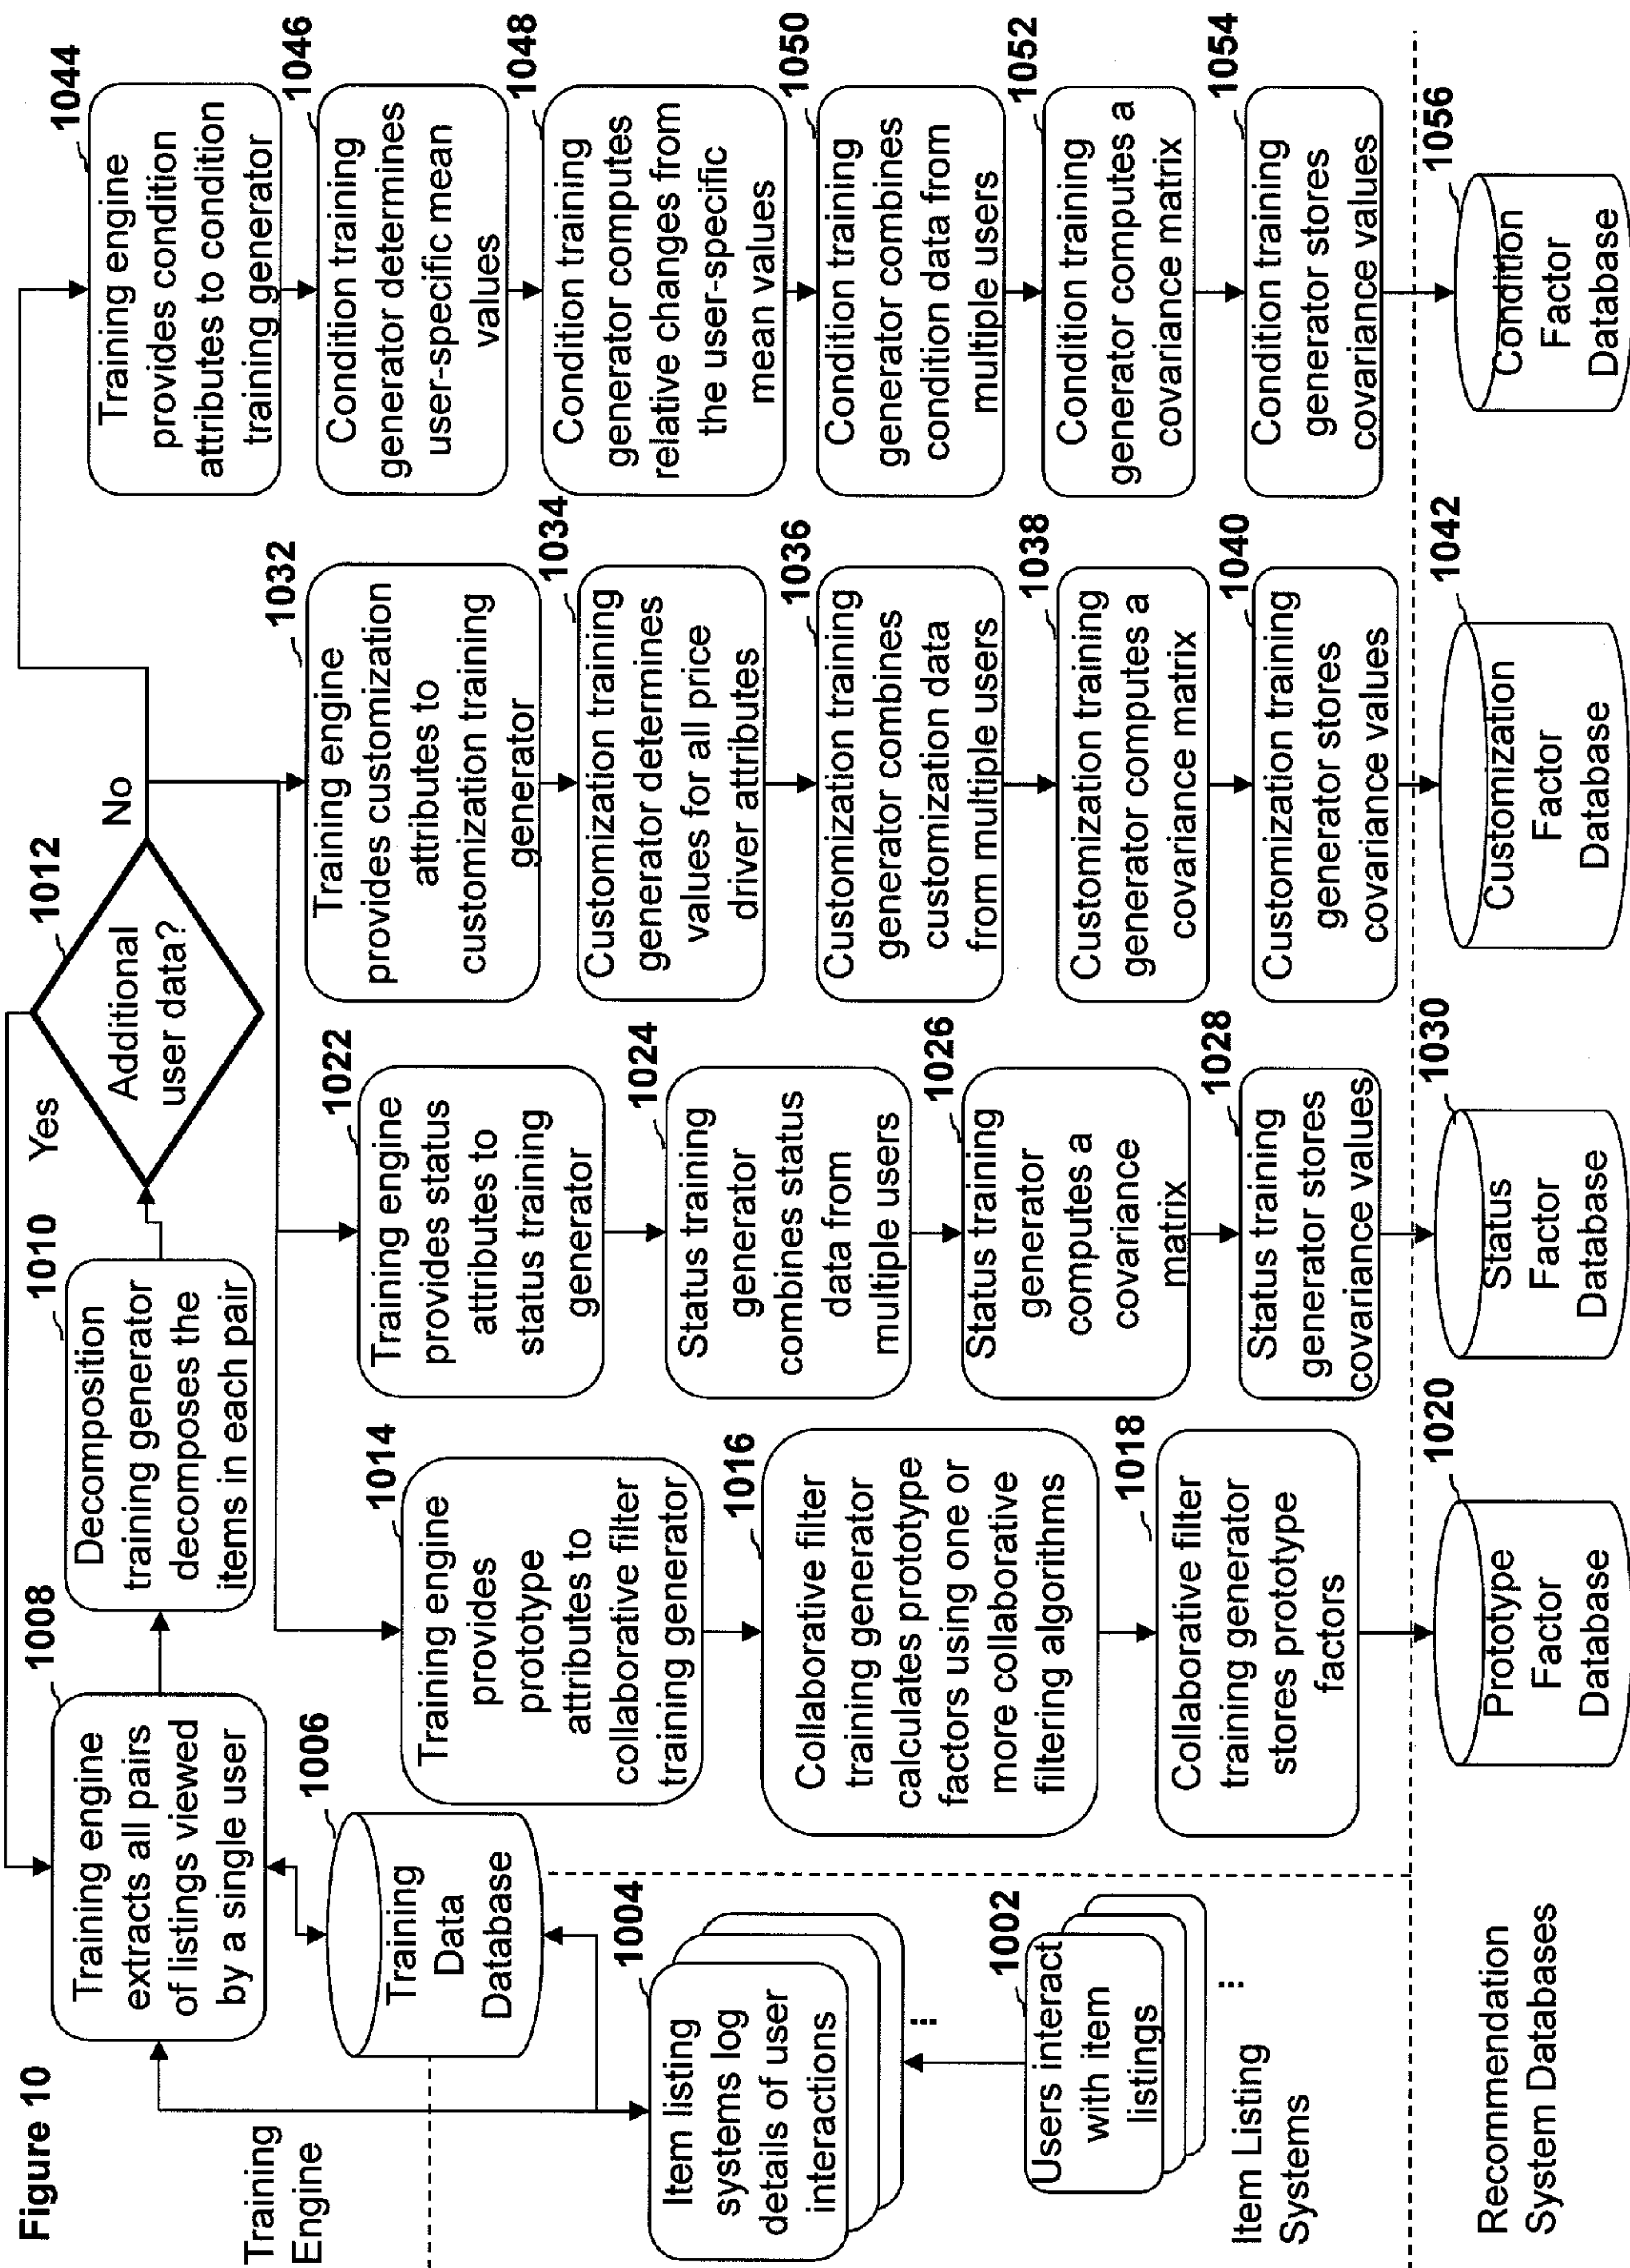 Figure 10
Training
Engine
1008
Training engine
extracts all pairs
of listings viewed
by a single user
1006
Training
Data
Database
1010
Decomposition
training generator
decomposes the
items in each pair
Yes
1012
Additional
user data?
No
1004
Item listing
systems log
details of user
interactions
...
1002
Users interact
with item
listings
...
Item Listing
Systems
1014
Training engine
provides
prototype
attributes to
collaborative filter
training generator
1016
Collaborative filter
training generator
calculates prototype
factors using one or
more collaborative
filtering algorithms
1018
Collaborative filter
training generator
stores prototype
factors
1022
Training engine
provides status
attributes to
status training
generator
1024
Status training
generator
combines status
data from
multiple users
1026
Status training
generator
computes a
covariance
matrix
1028
Status training
generator stores
covariance values
1032
Training engine
provides customization
attributes to
customization training
generator
1034
Customization training
generator determines
values for all price
driver attributes
1036
Customization training
generator combines
customization data
from multiple users
1038
Customization training
generator computes a
covariance matrix
1040
Customization training
generator stores
covariance values
1044
Training engine
provides condition
attributes to condition
training generator
1046
Condition training
generator determines
user-specific mean
values
1048
Condition training
generator computes
relative changes from
the user-specific
mean values
1050
Condition training
generator combines
condition data from
multiple users
1052
Condition training
generator computes a
covariance matrix
1054
Condition training
generator stores
covariance values
Recommendation
System Databases
1020
Prototype
Factor
Database
1030
Status
Factor
Database
1042
Customization
Factor
Database
1056
Condition
Factor
Database